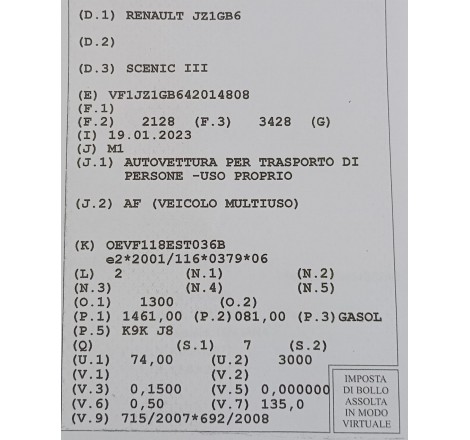 (D.1) RENAULT JZ1GB6
(D.2)
(D.3) SCENIC III
(E) VF1JZ1GB642014808
(F.1)
(F.2) 2128 (F.3) 3428 (G)
(I) 19.01.2023
(J) M1
(J.1) AUTOVETTURA PER TRASPORTO DI
PERSONE -USO PROPRIO
(J.2) AF (VEICOLO MULTIUSO)
(K) OEVF118EST036B
e2*2001/116*0379*06
(L) 2 (N.1) (N.2)
(N.3) (N.4) (N.5)
(O.1) 1300 (O.2)
(P.1) 1461,00 (P.2)081,00 (P.3)GASOL
(P.5) K9K J8
(Q) (S.1) 7 (S.2)
(U.1) 74,00 (U.2) 3000
(V.1) (V.2)
(V.3) 0,1500 (V.5) 0,000000
(V.6) 0,50 (V.7) 135,0
(V.9) 715/2007*692/2008
IMPOSTA
DI BOLLO
ASSOLTA
IN MODO
VIRTUALE